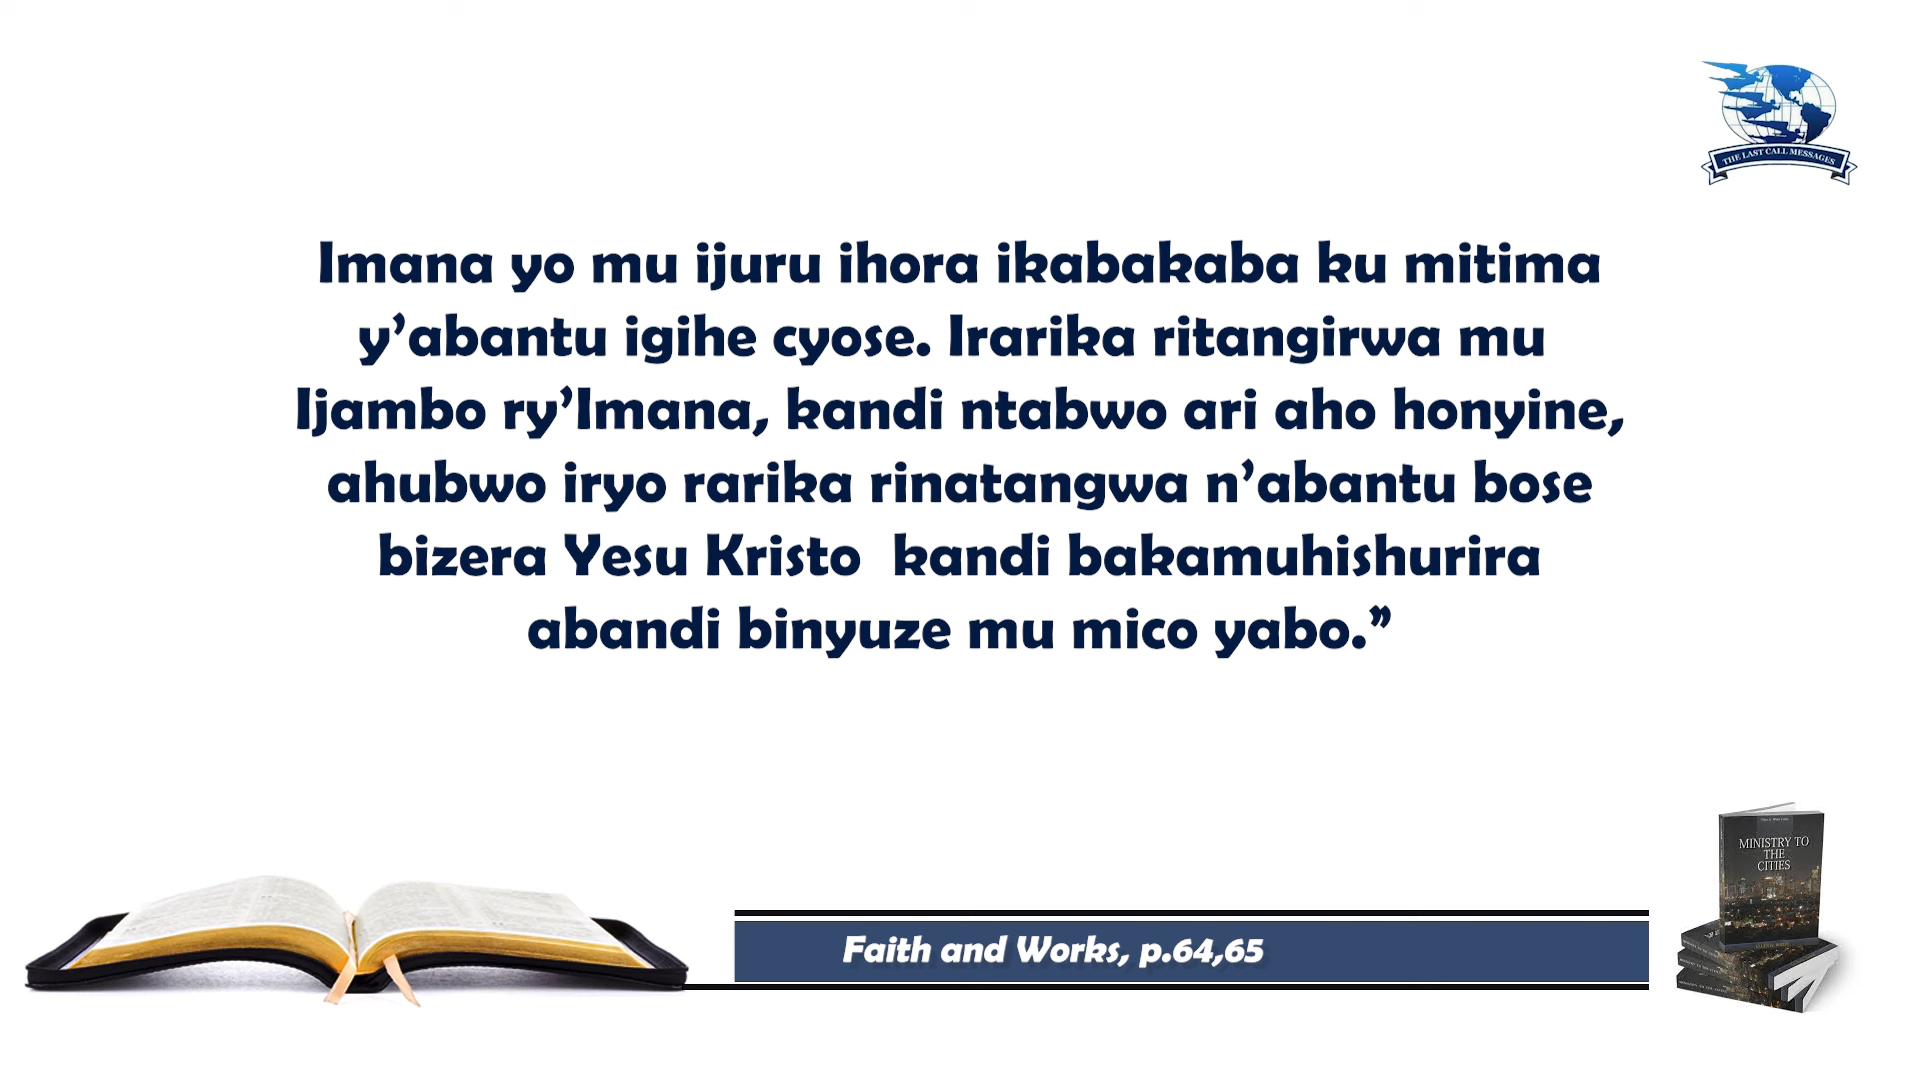 THE LAST CALL MESSAGES
Imana yo mu ijuru ihora ikabakaba ku mitima
y’abantu igihe cyose. Irarika ritangirwa mu
Ijambo ry’Imana, kandi ntabwo ari aho honyine,
ahubwo iryo rarika rinatangwa n’abantu bose
bizera Yesu Kristo kandi bakamuhishurira
abandi binyuze mu mico yabo.”
MINISTRY TO
THE
CITIES
Faith and Works, p.64,65